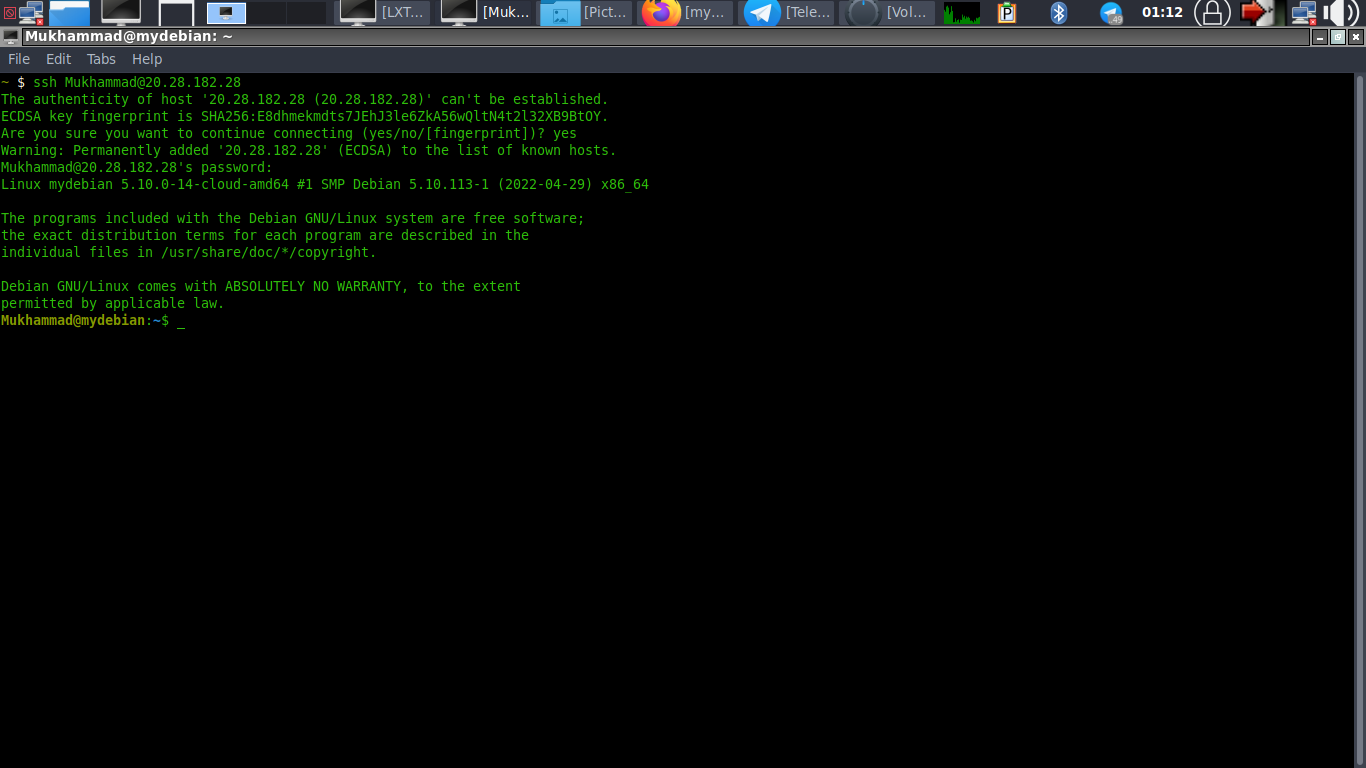 [LXT...
[Muk...
[Pict...
[my...
[Tele...
[Vol...
P
49
01:12
Mukhammad@mydebian: ~
File Edit Tabs Help
~ $ ssh Mukhammad@20.28.182.28
The authenticity of host '20.28.182.28 (20.28.182.28)' can't be established.
ECDSA key fingerprint is SHA256:E8dhmekmdts7JEhJ3le6ZkA56wQltN4t2l32XB9BtOY.
Are you sure you want to continue connecting (yes/no/[fingerprint])? yes
Warning: Permanently added '20.28.182.28' (ECDSA) to the list of known hosts.
Mukhammad@20.28.182.28's password:
Linux mydebian 5.10.0-14-cloud-amd64 #1 SMP Debian 5.10.113-1 (2022-04-29) x86_64
The programs included with the Debian GNU/Linux system are free software;
the exact distribution terms for each program are described in the
individual files in /usr/share/doc/*/copyright.
Debian GNU/Linux comes with ABSOLUTELY NO WARRANTY, to the extent
permitted by applicable law.
Mukhammad@mydebian:~$ _